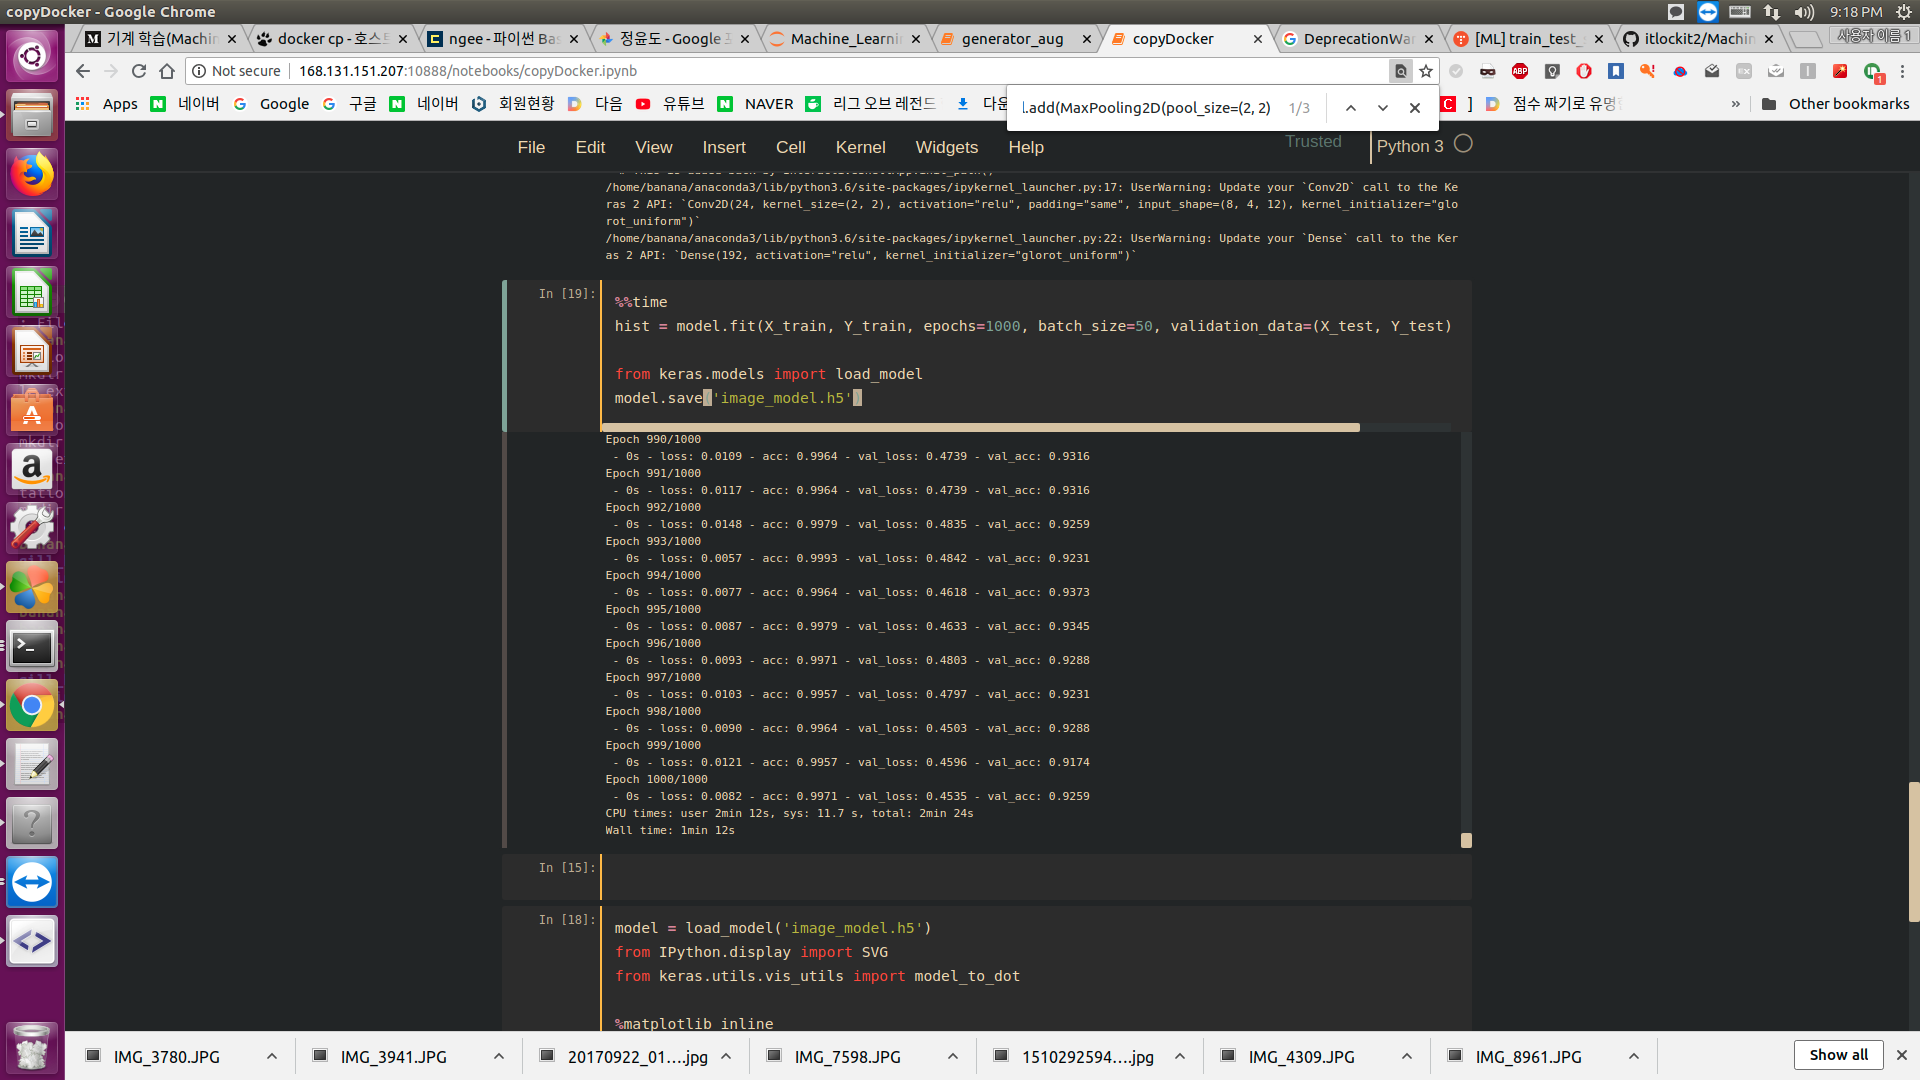 copyDocker - Google Chrome
9:18 PM
기계 학습(Machin
docker cp - 호스트
ngee - 파이썬 Bas
정윤도 - Google 프
Machine_Learnin
generator_aug
copyDocker
DeprecationWar
[ML] train_test_
itlockit2/Machin
사용자 이름 1
Not secure
168.131.151.207:10888/notebooks/copyDocker.ipynb
Apps
네이버
Google
구글
네이버
회원현황
다음
유튜브
NAVER
리그 오브 레전드
다운
] 점수 짜기로 유명
»
Other bookmarks
l.add(MaxPooling2D(pool_size=(2, 2)
1/3
File
Edit
View
Insert
Cell
Kernel
Widgets
Help
Trusted
Python 3
/home/banana/anaconda3/lib/python3.6/site-packages/ipykernel_launcher.py:17: UserWarning: Update your `Conv2D` call to the Ke
ras 2 API: `Conv2D(24, kernel_size=(2, 2), activation="relu", padding="same", input_shape=(8, 4, 12), kernel_initializer="glo
rot_uniform")`
/home/banana/anaconda3/lib/python3.6/site-packages/ipykernel_launcher.py:22: UserWarning: Update your `Dense` call to the Ker
as 2 API: `Dense(192, activation="relu", kernel_initializer="glorot_uniform")`
In [19]:
%%time
hist = model.fit(X_train, Y_train, epochs=1000, batch_size=50, validation_data=(X_test, Y_test)
from keras.models import load_model
model.save('image_model.h5')
Epoch 990/1000
- 0s - loss: 0.0109 - acc: 0.9964 - val_loss: 0.4739 - val_acc: 0.9316
Epoch 991/1000
- 0s - loss: 0.0117 - acc: 0.9964 - val_loss: 0.4739 - val_acc: 0.9316
Epoch 992/1000
- 0s - loss: 0.0148 - acc: 0.9979 - val_loss: 0.4835 - val_acc: 0.9259
Epoch 993/1000
- 0s - loss: 0.0057 - acc: 0.9993 - val_loss: 0.4842 - val_acc: 0.9231
Epoch 994/1000
- 0s - loss: 0.0077 - acc: 0.9964 - val_loss: 0.4618 - val_acc: 0.9373
Epoch 995/1000
- 0s - loss: 0.0087 - acc: 0.9979 - val_loss: 0.4633 - val_acc: 0.9345
Epoch 996/1000
- 0s - loss: 0.0093 - acc: 0.9971 - val_loss: 0.4803 - val_acc: 0.9288
Epoch 997/1000
- 0s - loss: 0.0103 - acc: 0.9957 - val_loss: 0.4797 - val_acc: 0.9231
Epoch 998/1000
- 0s - loss: 0.0090 - acc: 0.9964 - val_loss: 0.4503 - val_acc: 0.9288
Epoch 999/1000
- 0s - loss: 0.0121 - acc: 0.9957 - val_loss: 0.4596 - val_acc: 0.9174
Epoch 1000/1000
- 0s - loss: 0.0082 - acc: 0.9971 - val_loss: 0.4535 - val_acc: 0.9259
CPU times: user 2min 12s, sys: 11.7 s, total: 2min 24s
Wall time: 1min 12s
In [15]:
In [18]:
model = load_model('image_model.h5')
from IPython.display import SVG
from keras.utils.vis_utils import model_to_dot
%matplotlib inline
IMG_3780.JPG
IMG_3941.JPG
20170922_01....jpg
IMG_7598.JPG
1510292594....jpg
IMG_4309.JPG
IMG_8961.JPG
Show all